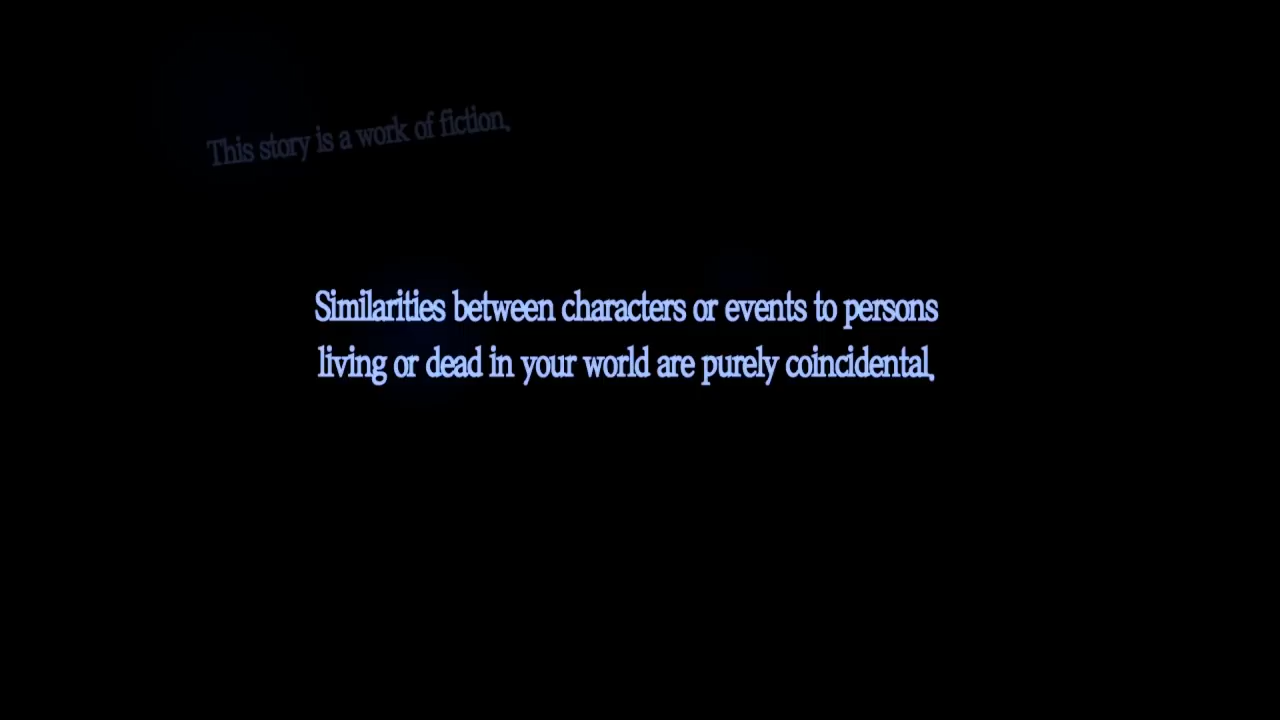 This story is a work of fiction.
Similarities between characters or events to persons
living or dead in your world are purely coincidental.